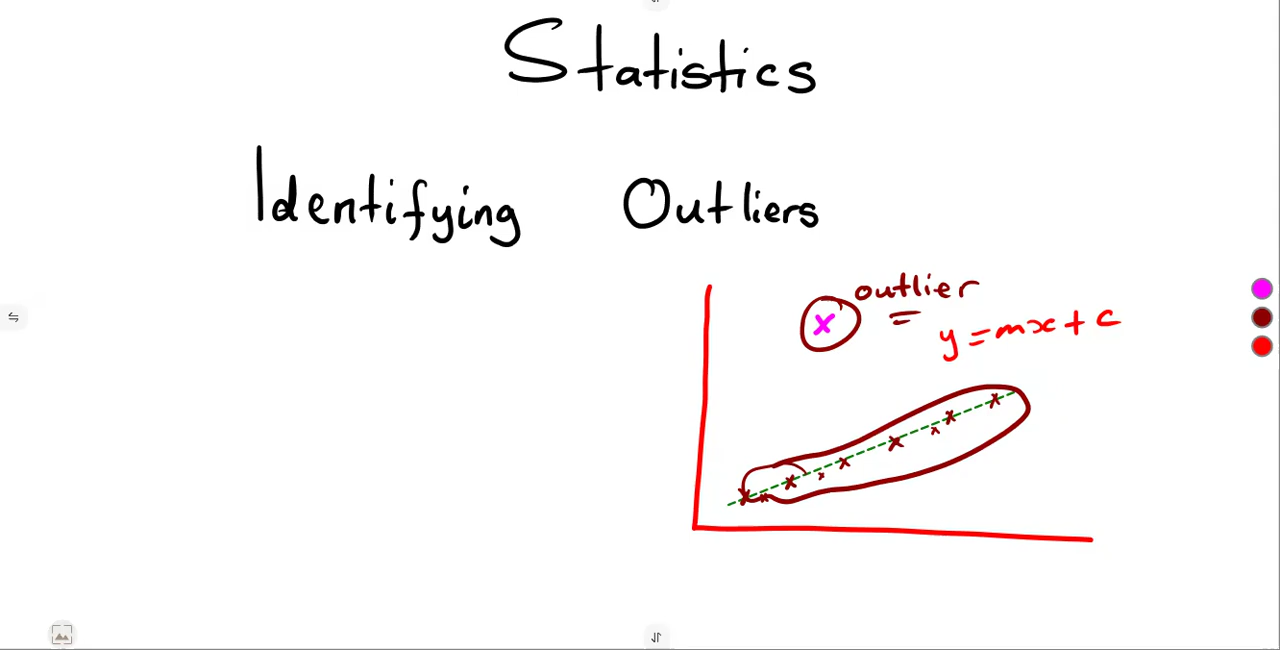 Statistics
Identifying Outliers
outlier
y = mx + c